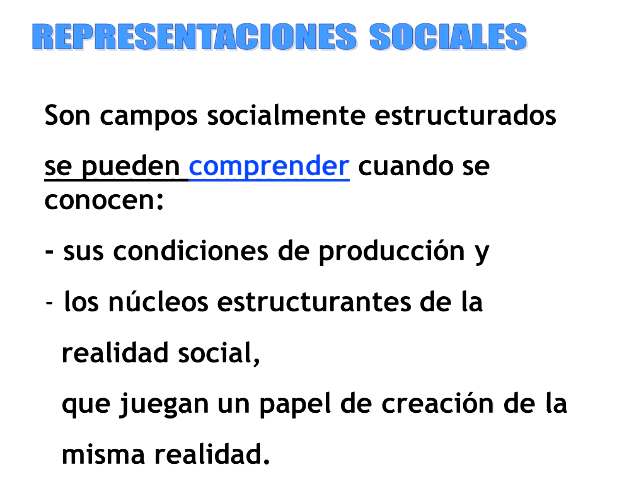 REPRESENTACIONES SOCIALES
Son campos socialmente estructurados
se pueden comprender cuando se
conocen:
- sus condiciones de producción y
- los núcleos estructurantes de la
realidad social,
que juegan un papel de creación de la
misma realidad.